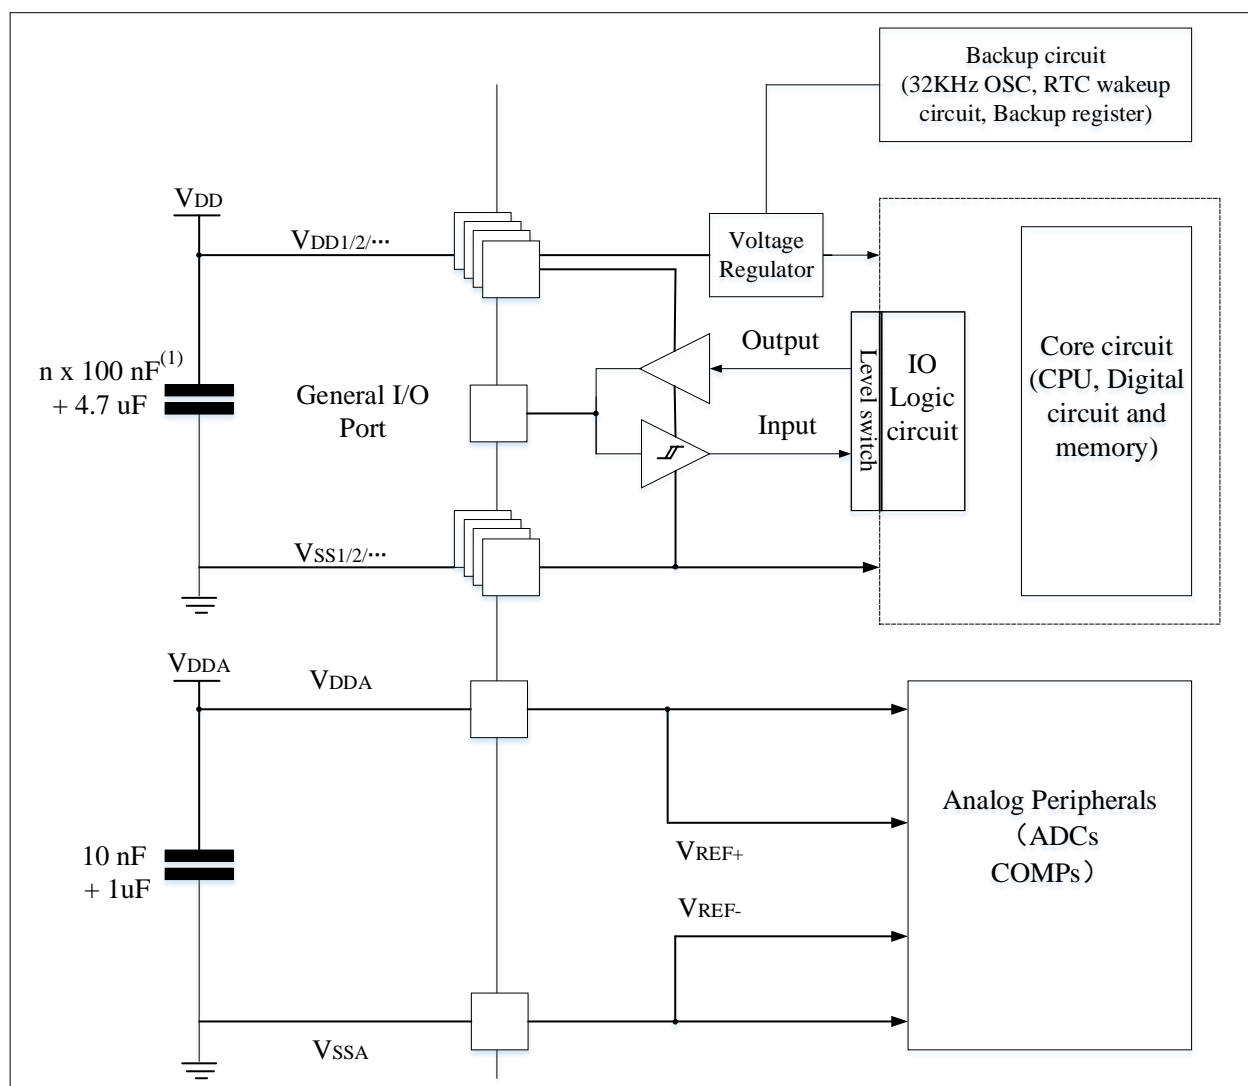 Backup circuit
(32KHz OSC, RTC wakeup
circuit, Backup register)
VDD
VDD1/2/···
Voltage
Regulator
n x 100 nF(1)
+ 4.7 uF
General I/O
Port
Output
Input
Level switch
IO
Logic
circuit
Core circuit
(CPU, Digital
circuit and
memory)
VSS1/2/···
VDDA
VDDA
10 nF
+ 1uF
VREF+
VREF-
Analog Peripherals
（ADCs
COMPs）
VSSA